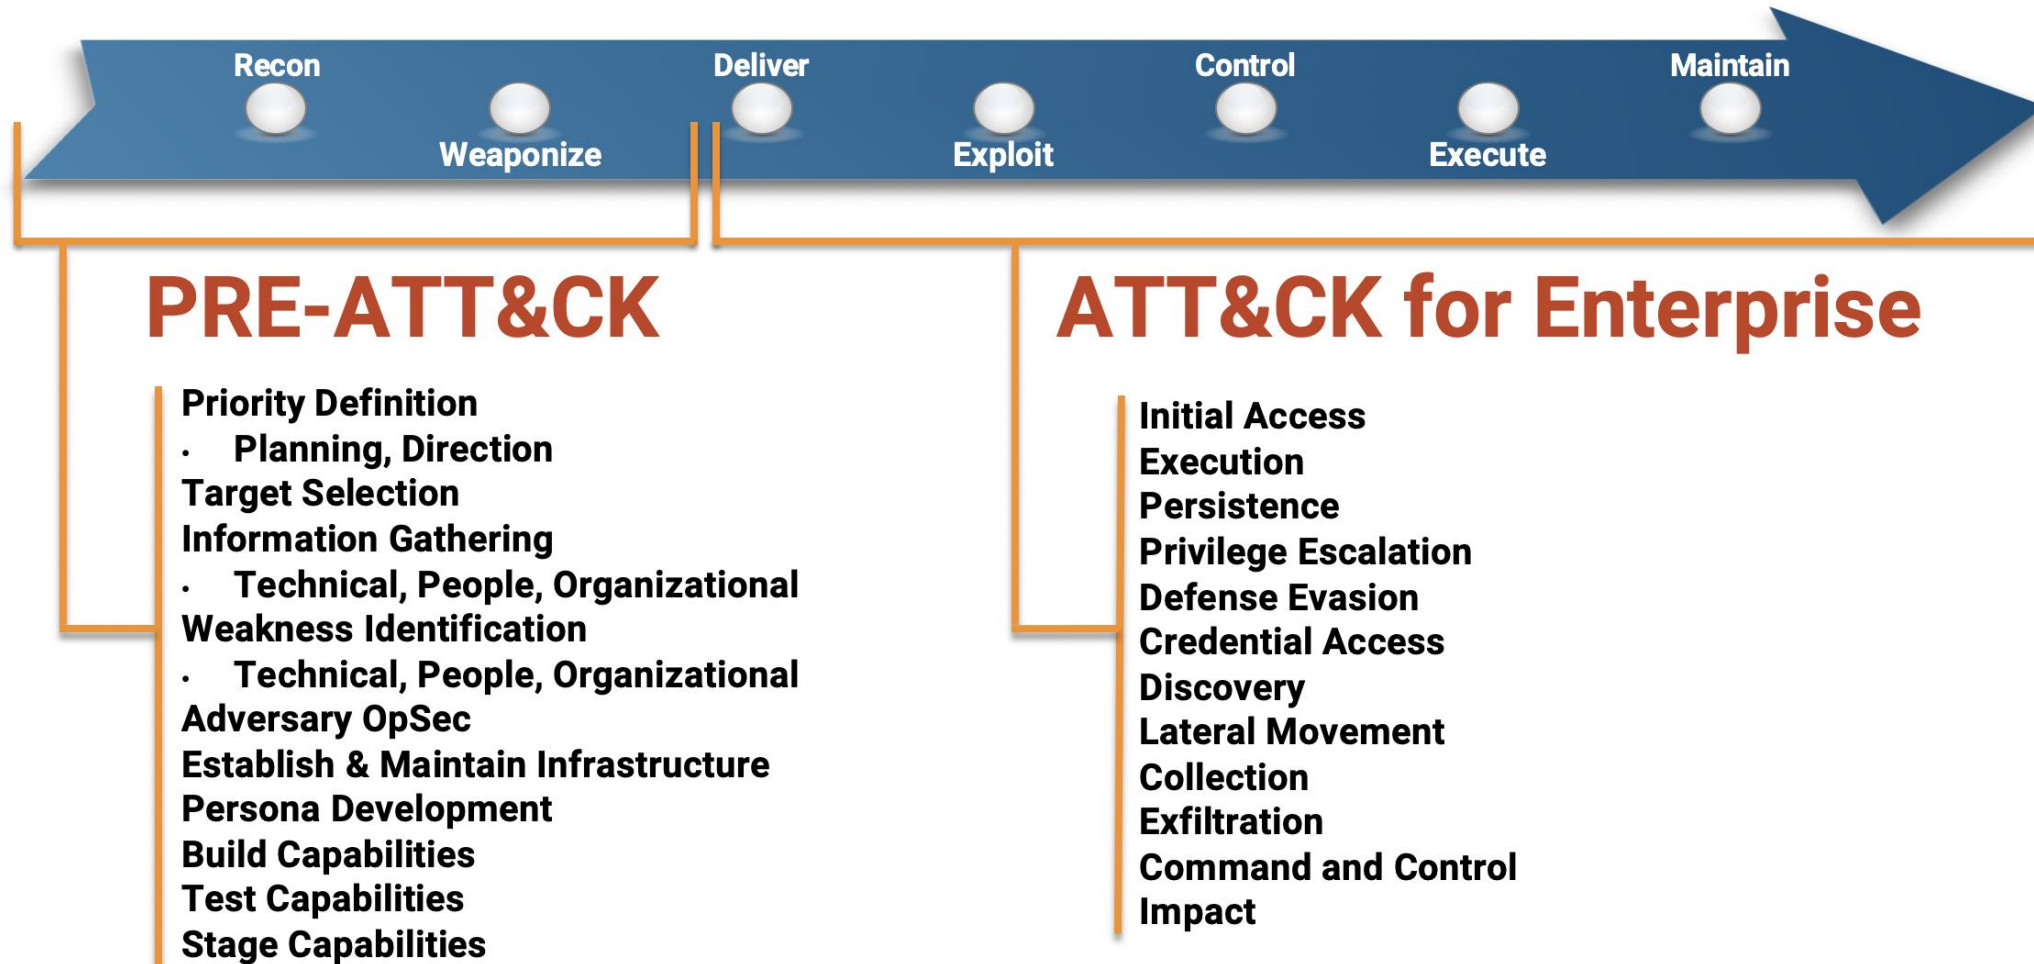 Recon
Weaponize
Deliver
Exploit
Control
Execute
Maintain
PRE-ATT&CK
Priority Definition
· Planning, Direction
Target Selection
Information Gathering
· Technical, People, Organizational
Weakness Identification
· Technical, People, Organizational
Adversary OpSec
Establish & Maintain Infrastructure
Persona Development
Build Capabilities
Test Capabilities
Stage Capabilities
ATT&CK for Enterprise
Initial Access
Execution
Persistence
Privilege Escalation
Defense Evasion
Credential Access
Discovery
Lateral Movement
Collection
Exfiltration
Command and Control
Impact